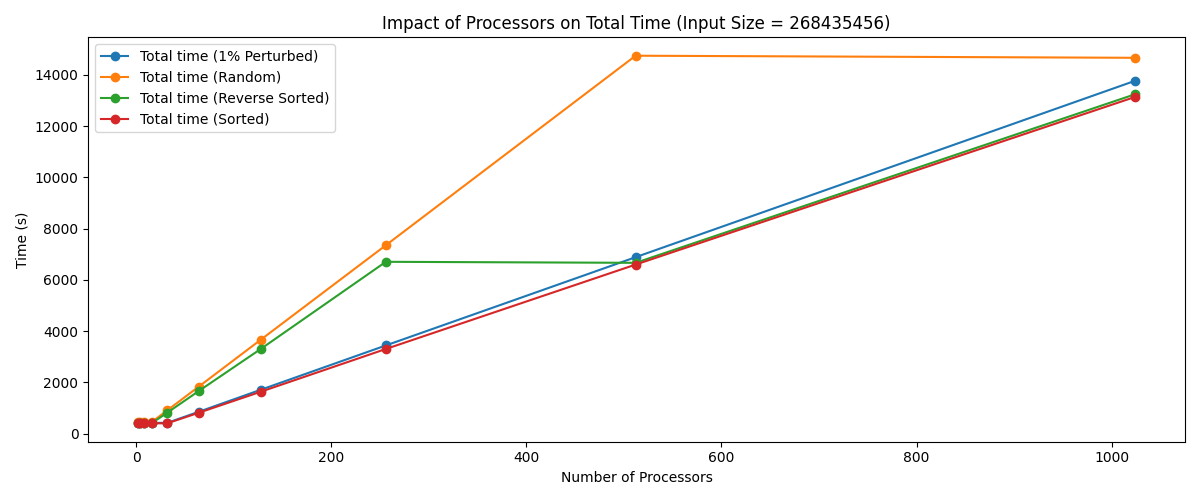 Impact of Processors on Total Time (Input Size = 268435456)
Total time (1% Perturbed)
Total time (Random)
Total time (Reverse Sorted)
Total time (Sorted)
14000
12000
10000
8000
6000
4000
2000
0
Time (s)
0 200 400 600 800 1000
Number of Processors